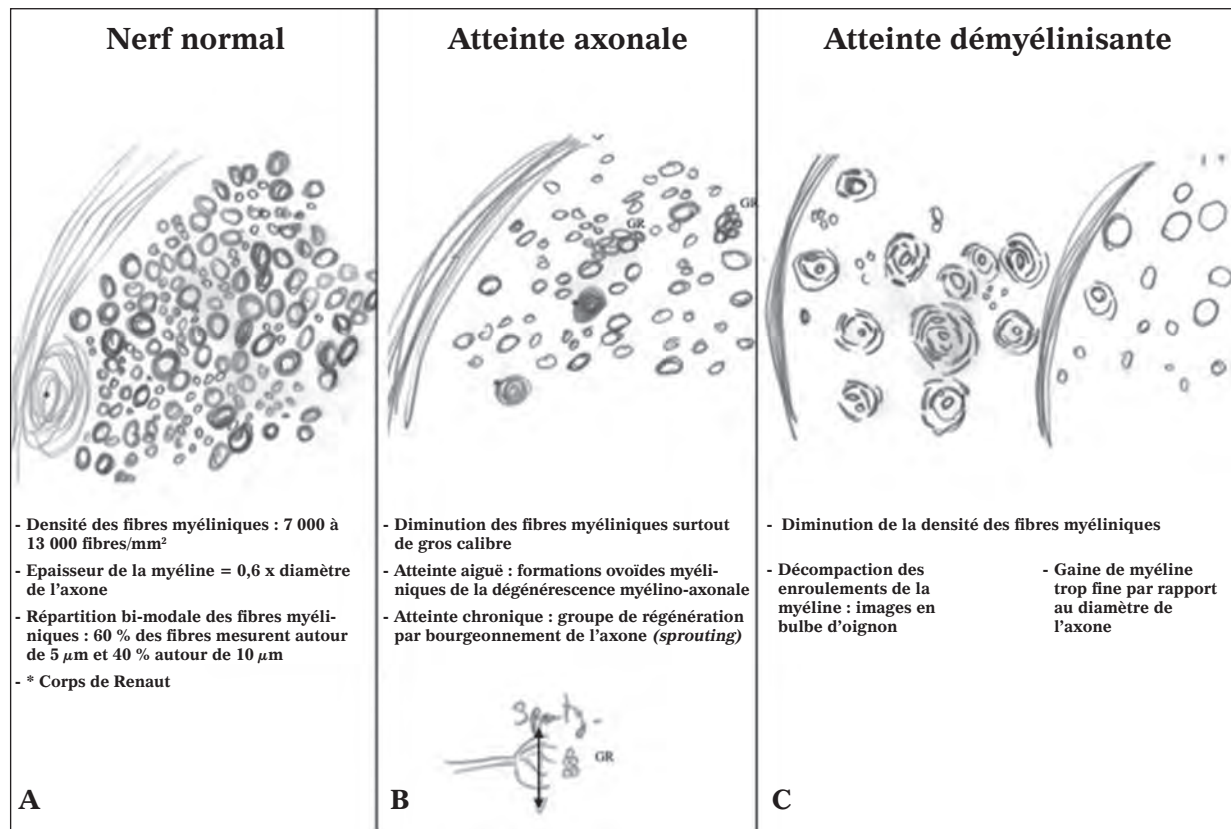 Nerf normal
Atteinte axonale
Atteinte démyélinisante
GR
GR
- Densité des fibres myéliniques : 7 000 à
13 000 fibres/mm²
- Epaisseur de la myéline = 0,6 x diamètre
de l'axone
- Répartition bi-modale des fibres myéli-
niques : 60 % des fibres mesurent autour
de 5 µm et 40 % autour de 10 µm
- * Corps de Renaut
- Diminution des fibres myéliniques surtout
de gros calibre
- Atteinte aiguë : formations ovoïdes myéli-
niques de la dégénérescence myélino-axonale
- Atteinte chronique : groupe de régénération
par bourgeonnement de l'axone (sprouting)
- Diminution de la densité des fibres myéliniques
- Décompaction des
enroulements de la
myéline : images en
bulbe d'oignon
- Gaine de myéline
trop fine par rapport
au diamètre de
l'axone
GR
A
B
C